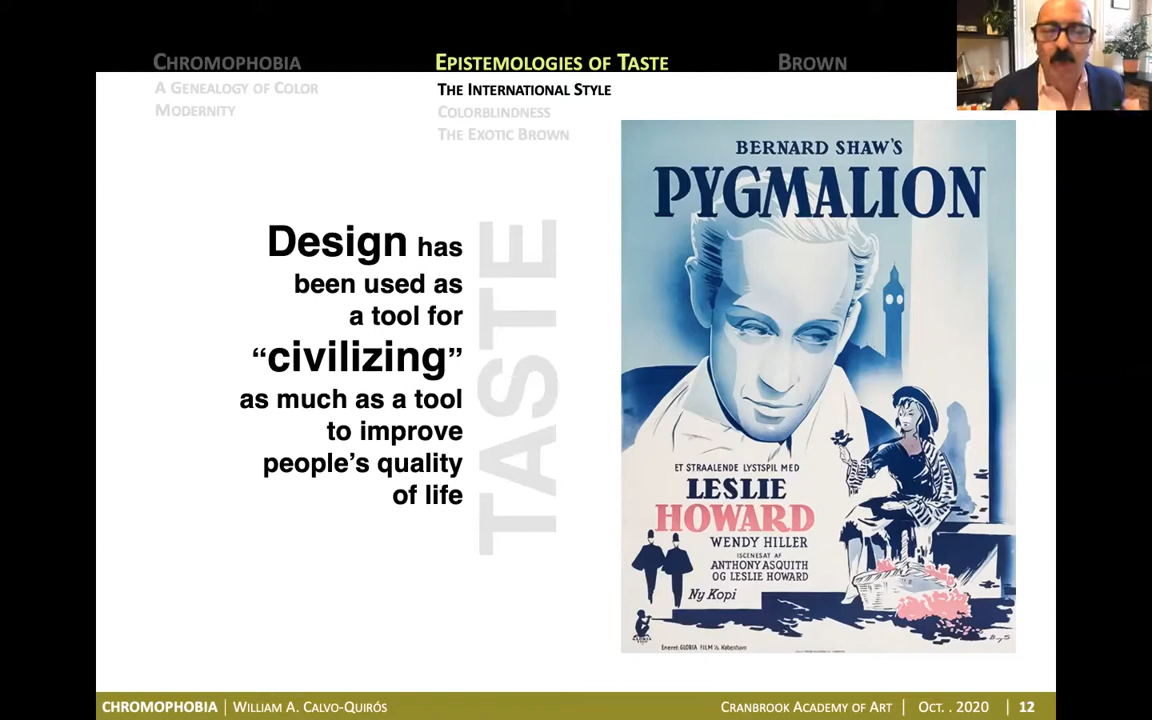 CHROMOPHOBIA
A GENEALOGY OF COLOR
MODERNITY
EPISTEMOLOGIES OF TASTE
THE INTERNATIONAL STYLE
COLORBLINDNESS
THE EXOTIC BROWN
BROWN
Design has
been used as
a tool for
“civilizing”
as much as a tool
to improve
people’s quality
of life
TASTE
BERNARD SHAW'S
PYGMALION
ET STRAALENDE LYSTSPIL MED
LESLIE
HOWARD
WENDY HILLER
ISCENESAT AF
ANTHONY ASQUITH
OG LESLIE HOWARD
Ny Kopi
Eneret: GLORIA FILM A/S. København
CHROMOPHOBIA | WILLIAM A. CALVO-QUIRÓS
CRANBROOK ACADEMY OF ART | OCT. . 2020 | 12